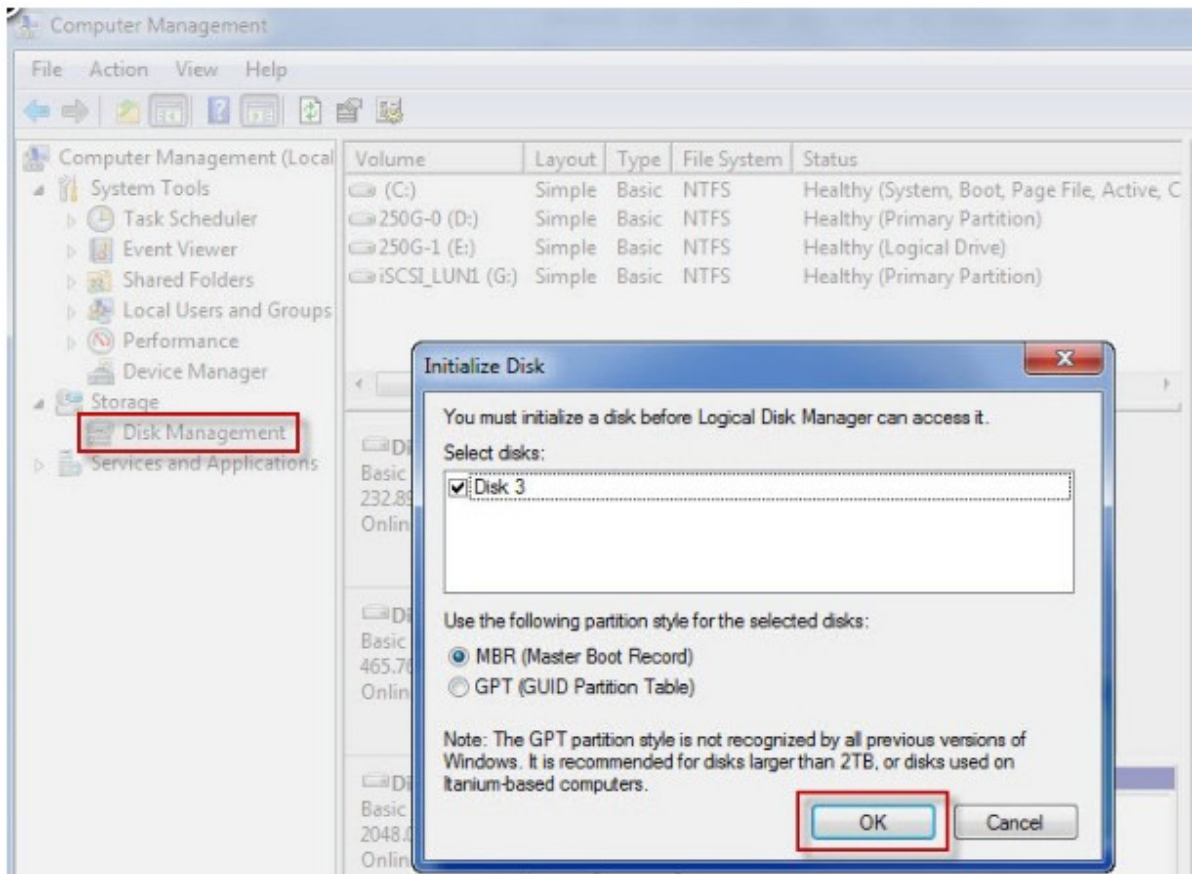 Computer Management
File Action View Help
Computer Management (Local
System Tools
Task Scheduler
Event Viewer
Shared Folders
Local Users and Groups
Performance
Device Manager
Storage
Disk Management
Services and Applications
Volume Layout Type File System Status
(C:) Simple Basic NTFS Healthy (System, Boot, Page File, Active, C
250G-0 (D:) Simple Basic NTFS Healthy (Primary Partition)
250G-1 (E:) Simple Basic NTFS Healthy (Logical Drive)
iSCSI_LUN1 (G:) Simple Basic NTFS Healthy (Primary Partition)
Di
Basic
232.89
Onlin
Di
Basic
465.76
Onlin
Di
Basic
2048.0
Onlin
Initialize Disk
You must initialize a disk before Logical Disk Manager can access it.
Select disks:
Disk 3
Use the following partition style for the selected disks:
MBR (Master Boot Record)
GPT (GUID Partition Table)
Note: The GPT partition style is not recognized by all previous versions of
Windows. It is recommended for disks larger than 2TB, or disks used on
Itanium-based computers.
OK Cancel